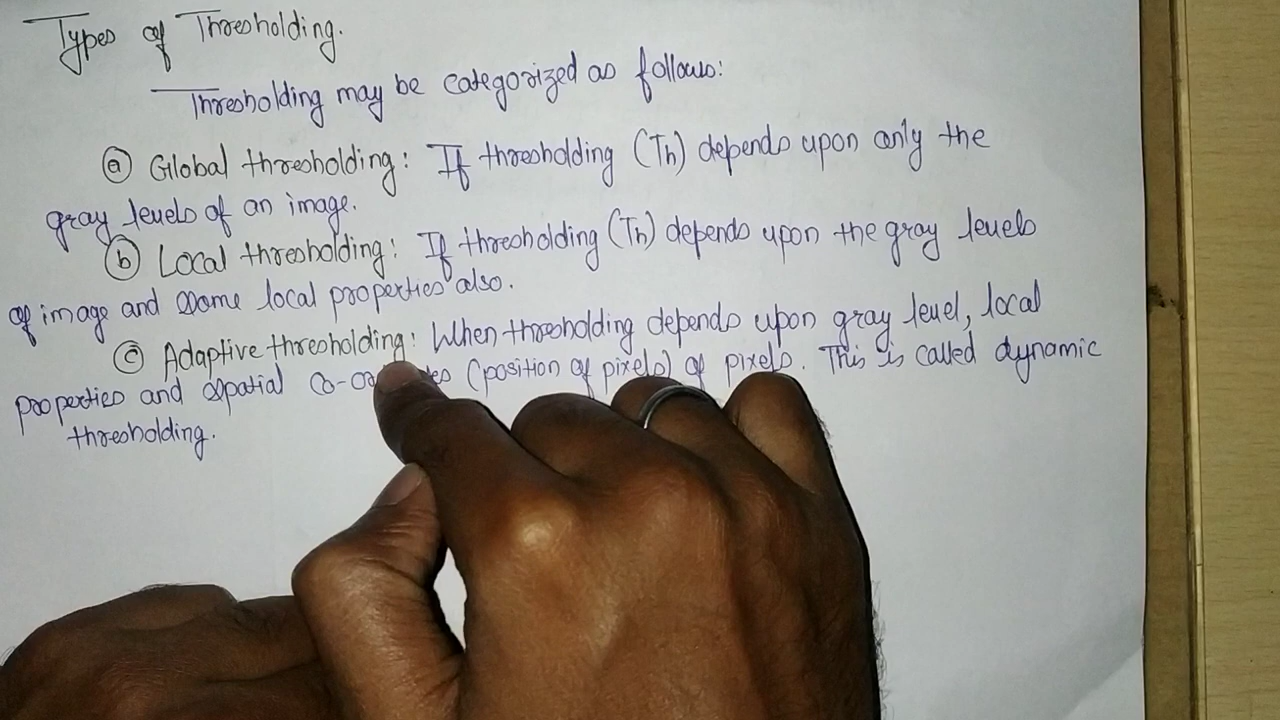 Types of Thresholding.
Thresholding may be categorized as follows:
(a) Global thresholding: If thresholding (Th) depends upon only the
gray levels of an image.
(b) Local thresholding: If thresholding (Th) depends upon the gray levels
of image and some local properties also.
(c) Adaptive thresholding: When thresholding depends upon gray level, local
properties and spatial (position of pixels) of pixels. This is called dynamic
thresholding.